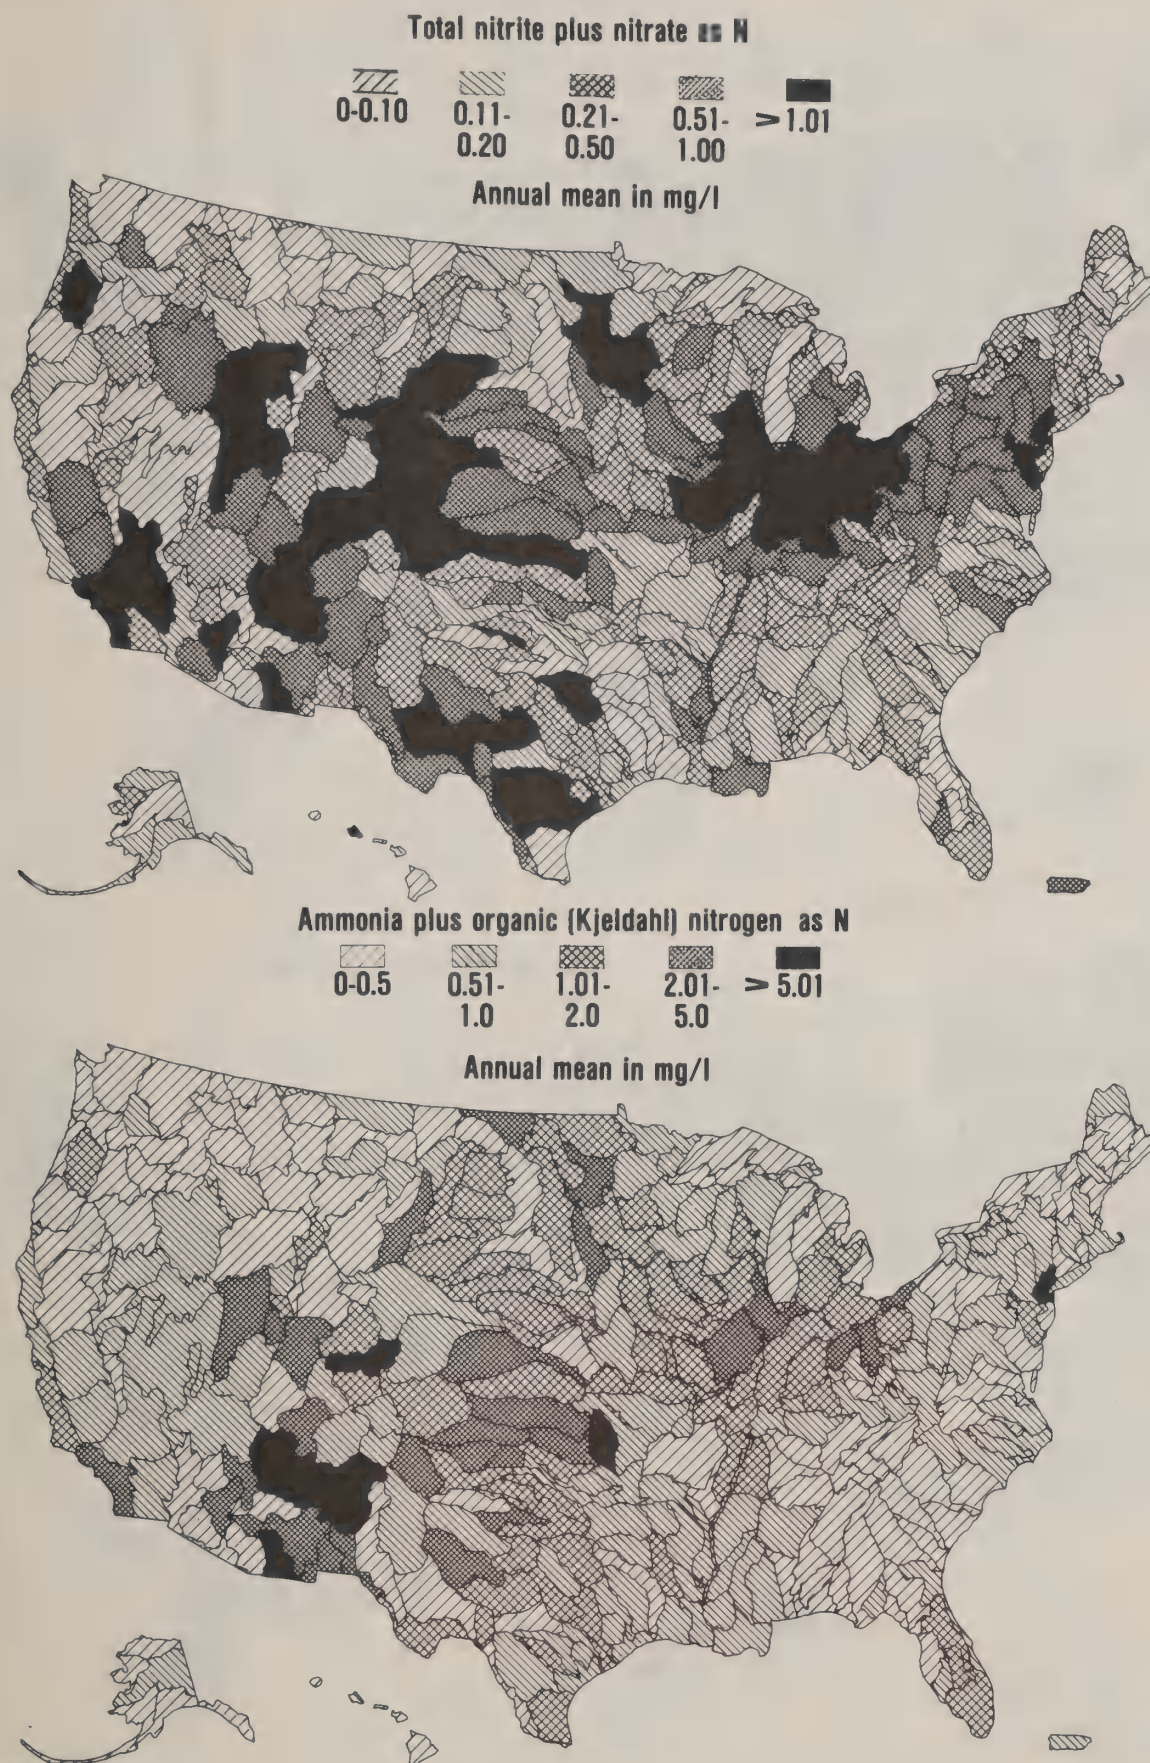 Total nitrite plus nitrate as N
0-0.10 0.11- 0.21- 0.51- >1.01
0.20 0.50 1.00
Annual mean in mg/l
Ammonia plus organic (Kjeldahl) nitrogen as N
0-0.5 0.51- 1.01- 2.01- > 5.01
1.0 2.0 5.0
Annual mean in mg/l